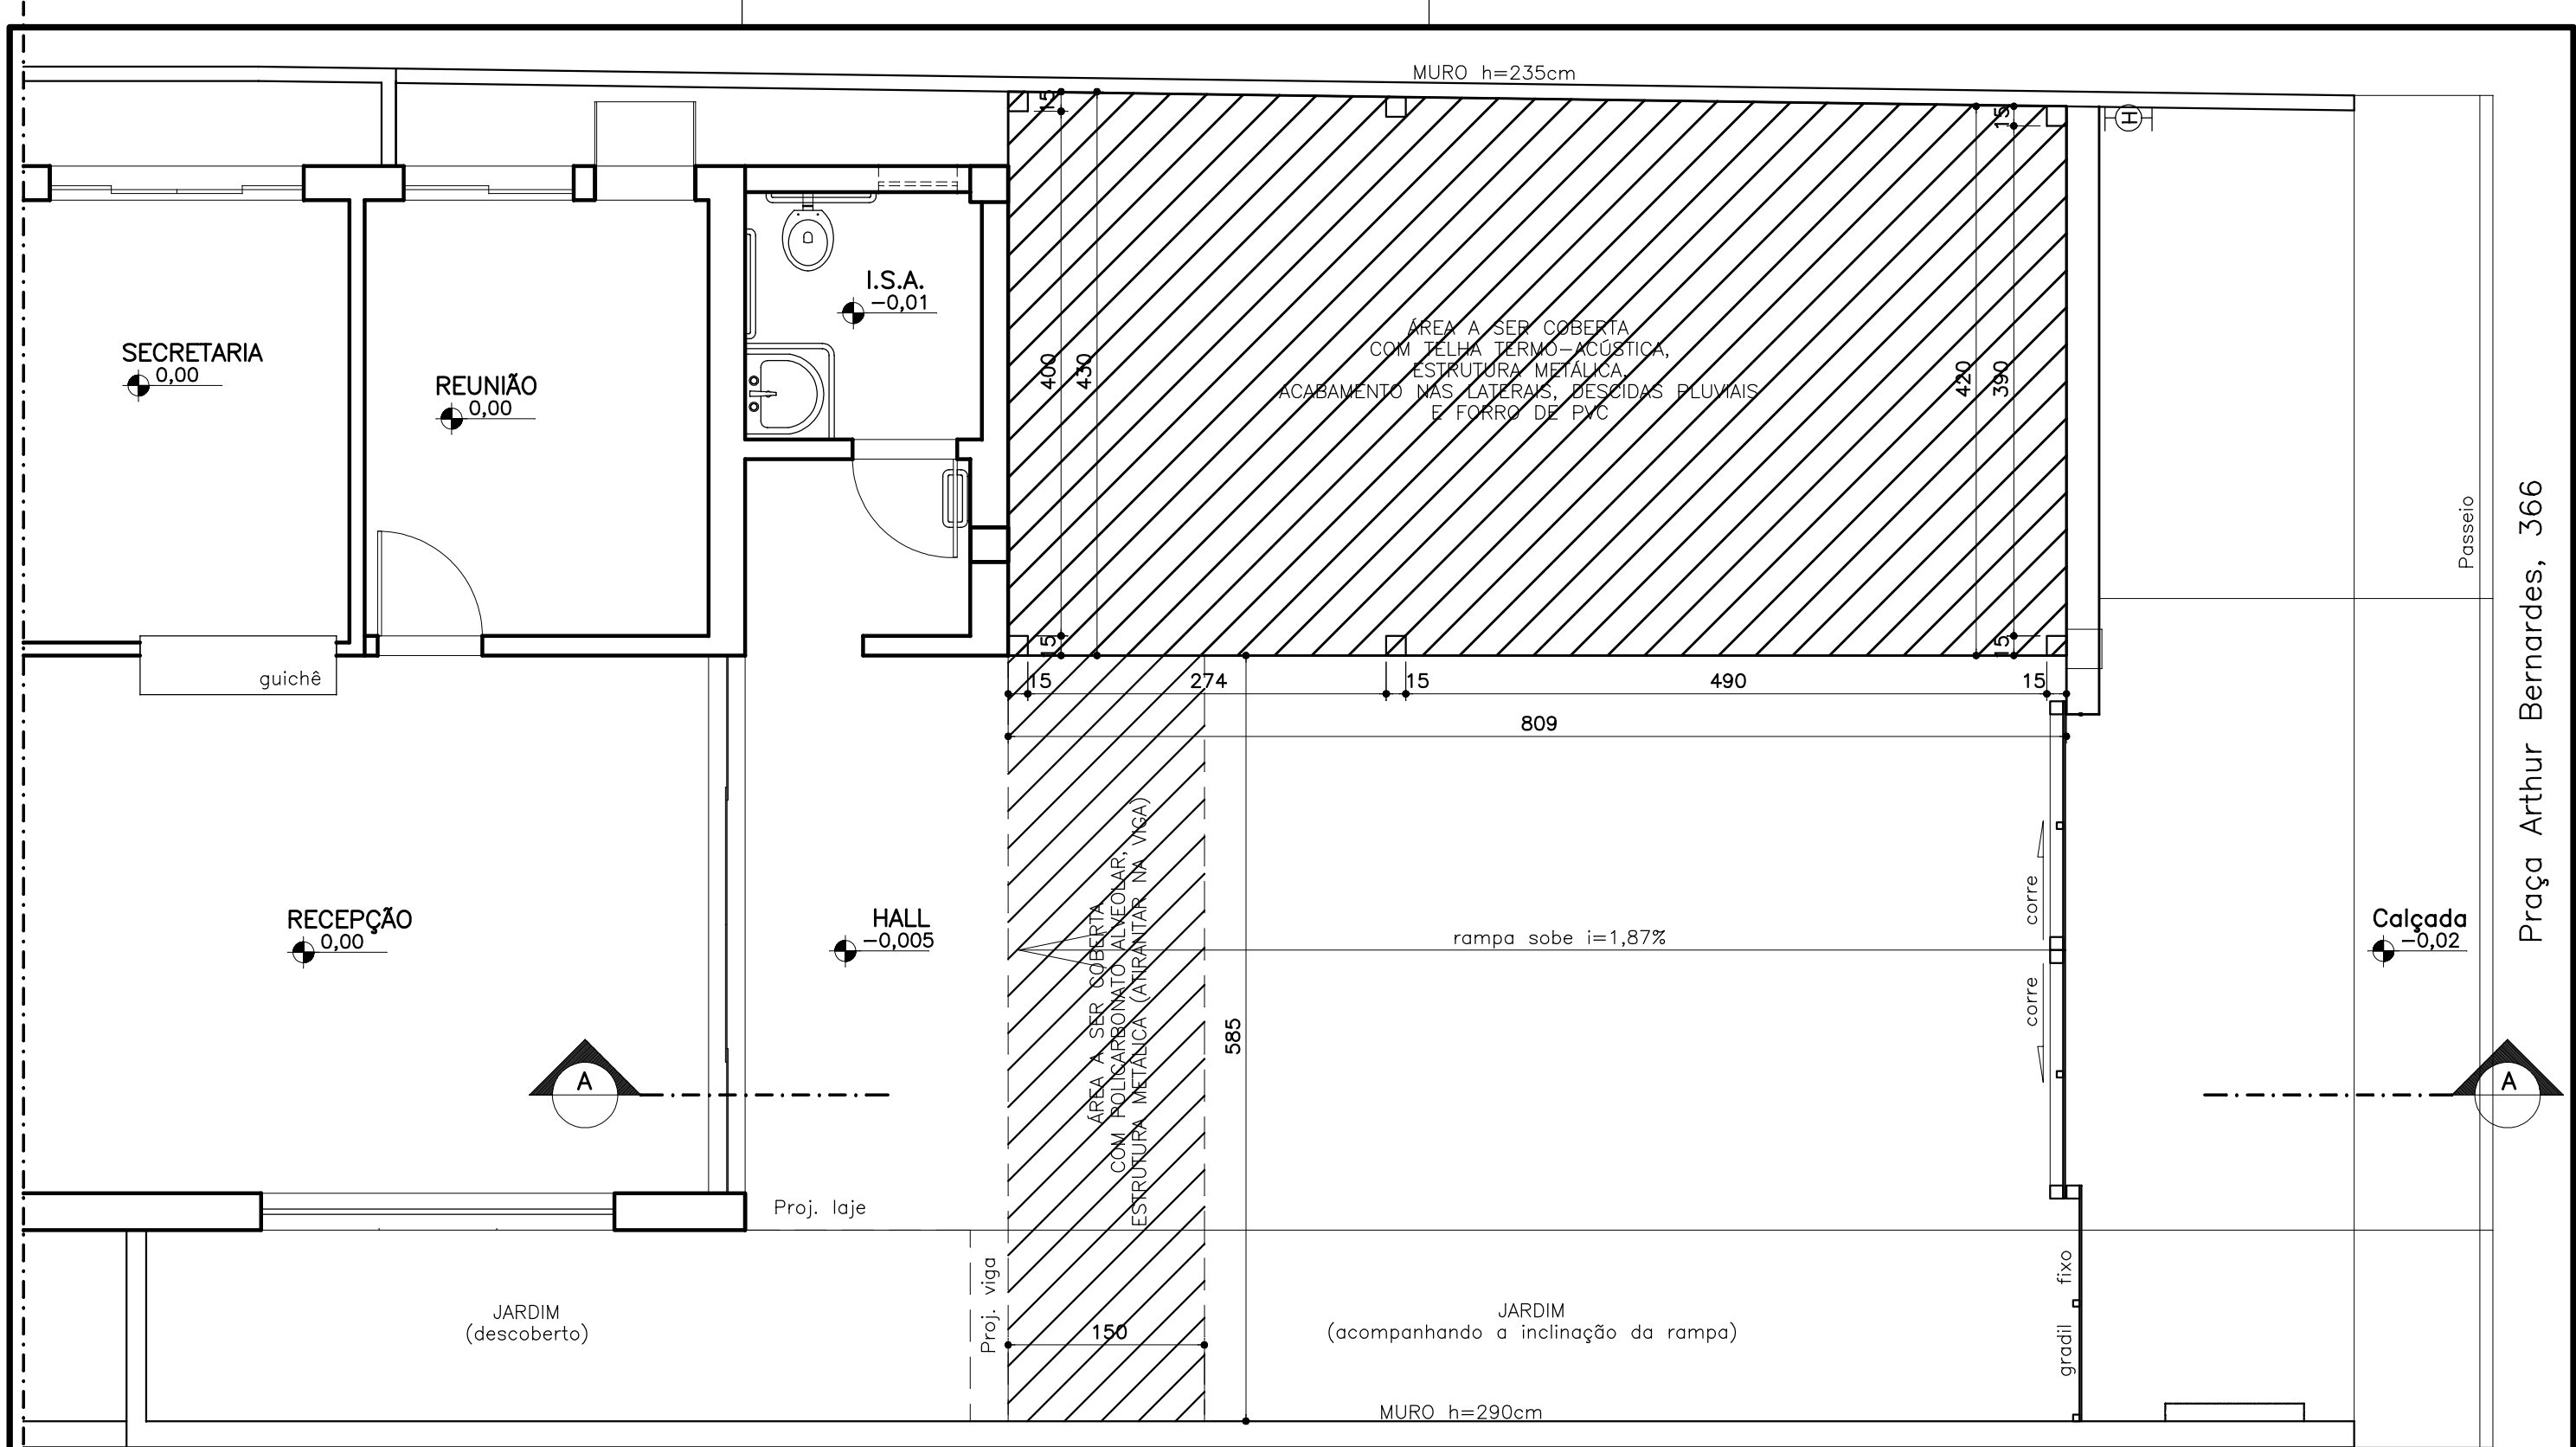 MURO h=235cm
15
15
H
I.S.A.
-0,01
SECRETARIA
0,00
REUNIÃO
0,00
400
430
ÁREA A SER COBERTA
COM TELHA TERMO-ACÚSTICA,
ESTRUTURA METÁLICA,
ACABAMENTO NAS LATERAIS, DESCIDAS PLUVIAIS
E FORRO DE PVC
420
390
Passeio
Praça Arthur Bernardes, 366
15
15
guichê
15
274
15
490
15
809
ÁREA A SER COBERTA
COM POLICARBONATO ALVEOLAR,
ESTRUTURA METÁLICA (ATIRANTAR NA VIGA)
RECEPÇÃO
0,00
HALL
-0,005
rampa sobe i=1,87%
corre
corre
Calçada
-0,02
585
A
A
Proj. laje
Proj. viga
JARDIM
(descoberto)
150
JARDIM
(acompanhando a inclinação da rampa)
gradil fixo
MURO h=290cm